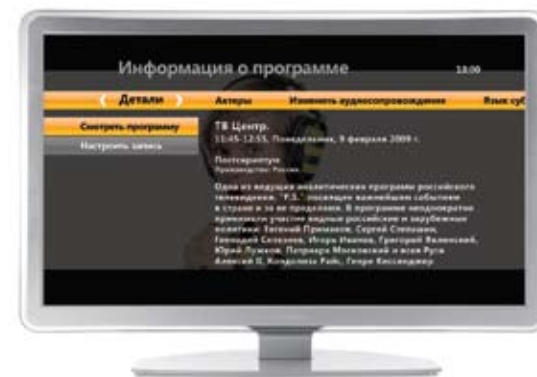 Информация о программе 18:00
Детали Актеры Изменить аудиосопровождение Язык суб
Смотреть программу
Настроить запись
ТВ Центр.
11:45-12:55, Понедельник, 9 февраля 2009 г.
Постскриптум
Производство: Россия.
Одна из ведущих аналитических программ российского
телевидения. "P.S." посвящен важнейшим событиям
в стране и за ее пределами. В программе неоднократно
принимали участие видные российские и зарубежные
политики: Евгений Примаков, Сергей Степашин,
Геннадий Селезнев, Игорь Иванов, Григорий Явлинский,
Юрий Лужков, Патриарх Московский и всея Руси
Алексий II, Кондолиза Райс, Генри Киссинджер